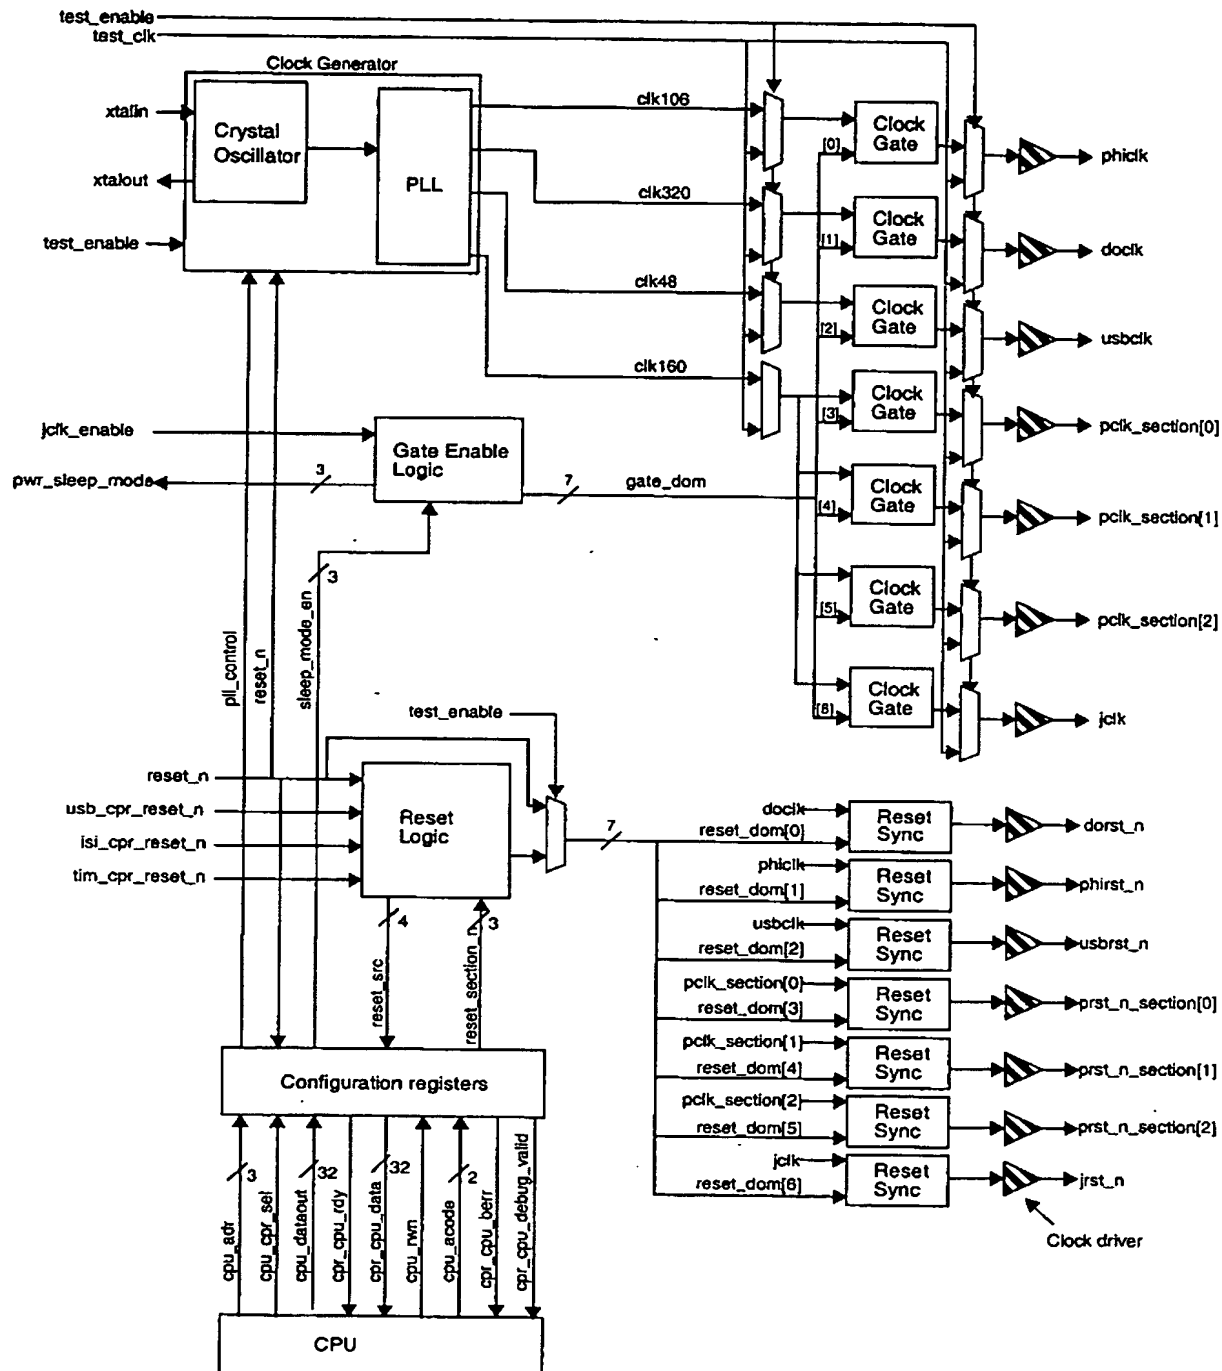 test_enable
test_clk
Clock Generator
xtalin
Crystal
Oscillator
xtalout
PLL
test_enable
clk106
clk320
clk48
clk160
[0]
Clock
Gate
phiclk
[1]
Clock
Gate
doclk
[2]
Clock
Gate
usbclk
[3]
Clock
Gate
pclk_section[0]
[4]
Clock
Gate
pclk_section[1]
[5]
Clock
Gate
pclk_section[2]
[8]
Clock
Gate
jclk
jclk_enable
pwr_sleep_mode
3
Gate Enable
Logic
7
gate_dom
3
pll_control
reset_n
sleep_mode_en
test_enable
reset_n
usb_cpr_reset_n
isi_cpr_reset_n
tim_cpr_reset_n
Reset
Logic
7
4
3
reset_src
reset_section_n
doclk
reset_dom[0]
Reset
Sync
dorst_n
phiclk
reset_dom[1]
Reset
Sync
phirst_n
usbclk
reset_dom[2]
Reset
Sync
usbrst_n
pclk_section[0]
reset_dom[3]
Reset
Sync
prst_n_section[0]
pclk_section[1]
reset_dom[4]
Reset
Sync
prst_n_section[1]
pclk_section[2]
reset_dom[5]
Reset
Sync
prst_n_section[2]
jclk
reset_dom[6]
Reset
Sync
jrst_n
Clock driver
Configuration registers
3
32
32
2
cpu_adr
cpu_cpr_sel
cpu_dataout
cpr_cpu_rdy
cpr_cpu_data
cpu_rwn
cpu_acode
cpr_cpu_berr
cpr_cpu_debug_valid
CPU